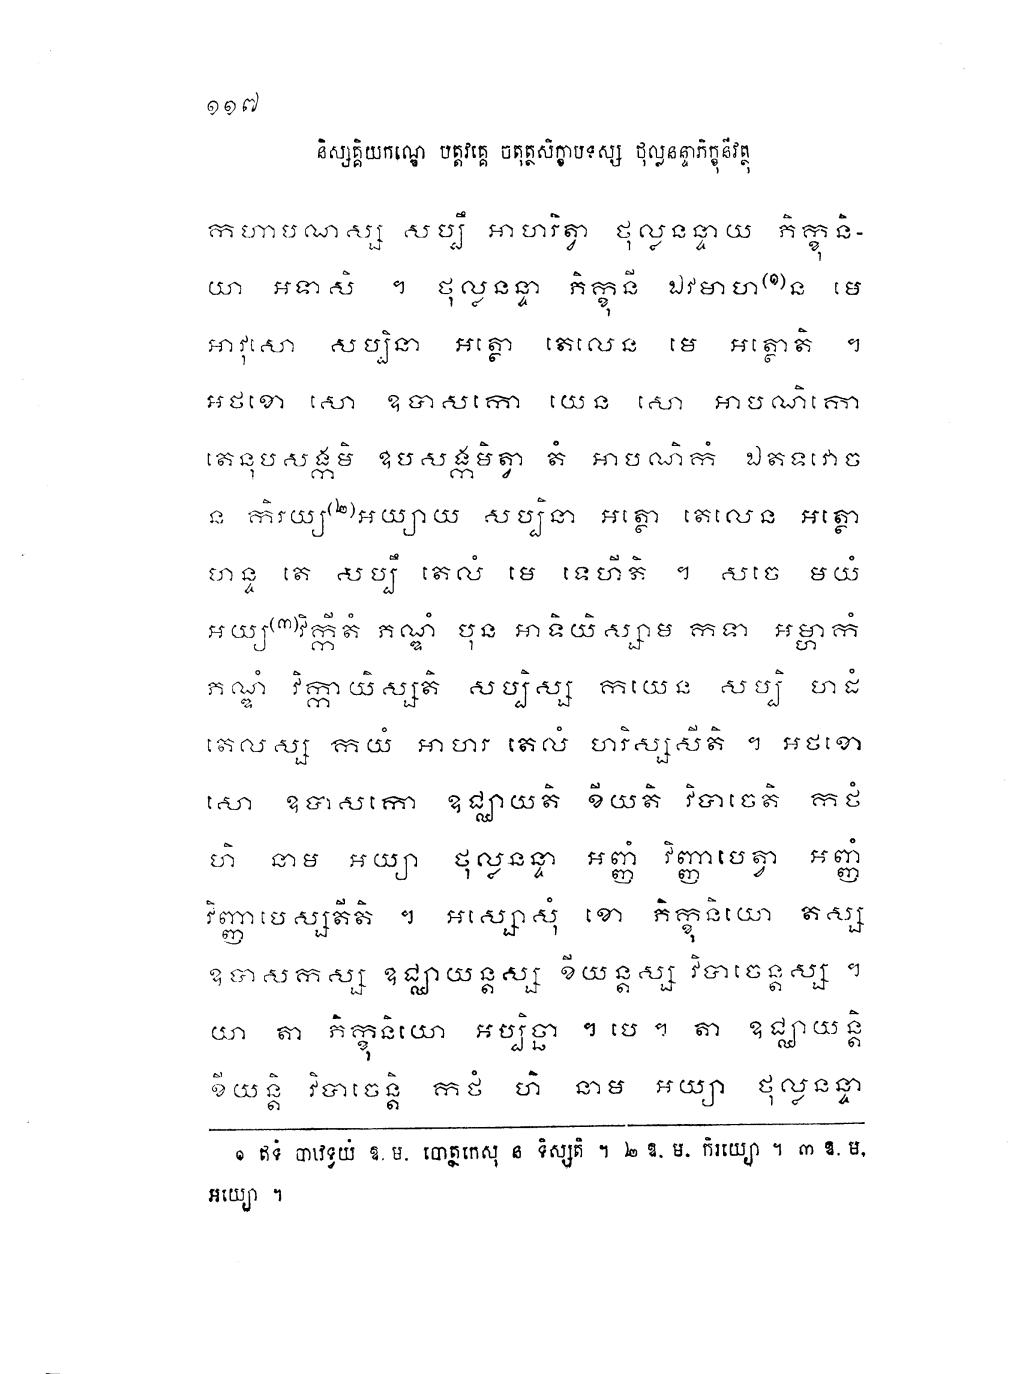 ១១៧
និស្សគ្គិយកណ្ឌេ បត្តវគ្គេ ចតុត្ថសិក្ខាបទស្ស ថុល្លនន្ទាភិក្ខុនីវត្ថុ
កហាបណស្ស សប្បឹ អាហរិត្វា ថុល្លនន្ទាយ ភិក្ខុនិ-
យា អទាសិ ។ ថុល្លនន្ទា ភិក្ខុនី ឯវមាហ(១)ន មេ
អាវុសោ សប្បិនា អត្ថោ តេលេន មេ អត្ថោតិ ។
អថខោ សោ ឧបាសកោ យេន សោ អាបណិកោ
តេនុបសង្កមិ ឧបសង្កមិត្វា តំ អាបណិកំ ឯតទវោច
ន កិរយ្យ(២)អយ្យាយ សប្បិនា អត្ថោ តេលេន អត្ថោ
ហន្ទ តេ សប្បឹ តេលំ មេ ទេហីតិ ។ សចេ មយំ
អយ្យ(៣)វិក្កីតំ ភណ្ឌំ បុន អាទិយិស្សាម កទា អម្ហាកំ
ភណ្ឌំ វិក្កាយិស្សតិ សប្បិស្ស កយេន សប្បិ ហដំ
តេលស្ស កយំ អាហរ តេលំ ហរិស្សសីតិ ។ អថខោ
សោ ឧបាសកោ ឧជ្ឈាយតិ ខីយតិ វិបាចេតិ កថំ
ហិ នាម អយ្យា ថុល្លនន្ទា អញ្ញំ វិញ្ញាបេត្វា អញ្ញំ
វិញ្ញាបេស្សតីតិ ។ អស្សោសុំ ខោ ភិក្ខុនិយោ តស្ស
ឧបាសកស្ស ឧជ្ឈាយន្តស្ស ខីយន្តស្ស វិបាចេន្តស្ស ។
យា តា ភិក្ខុនិយោ អប្បិច្ឆា ។ បេ ។ តា ឧជ្ឈាយន្តិ
ខីយន្តិ វិបាចេន្តិ កថំ ហិ នាម អយ្យា ថុល្លនន្ទា
១ ឥទំ បាវេទ្វយំ ឱ. ម. បោត្ថកេសុ ន ទិស្សតិ ។ ២ ឱ. ម. កិរយ្យោ ។ ៣ ឱ. ម.
អយ្យោ ។